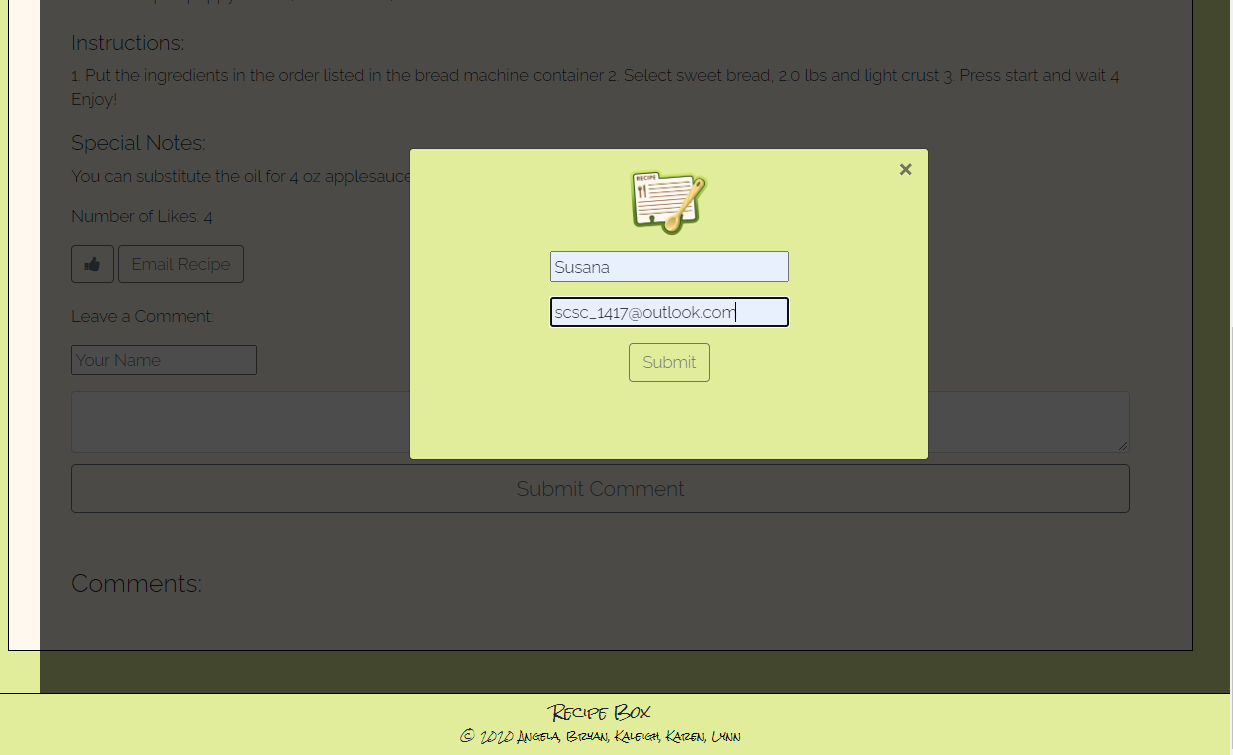 Instructions:
1. Put the ingredients in the order listed in the bread machine container 2. Select sweet bread, 2.0 lbs and light crust 3. Press start and wait 4
Enjoy!
Special Notes:
You can substitute the oil for 4 oz applesauce
Number of Likes: 4
Email Recipe
Leave a Comment:
Your Name
Submit Comment
Comments:
×
RECIPE
Susana
scsc_1417@outlook.com
Submit
Recipe Box
© 2020 Angela, Bryan, Kaleigh, Karen, Lynn